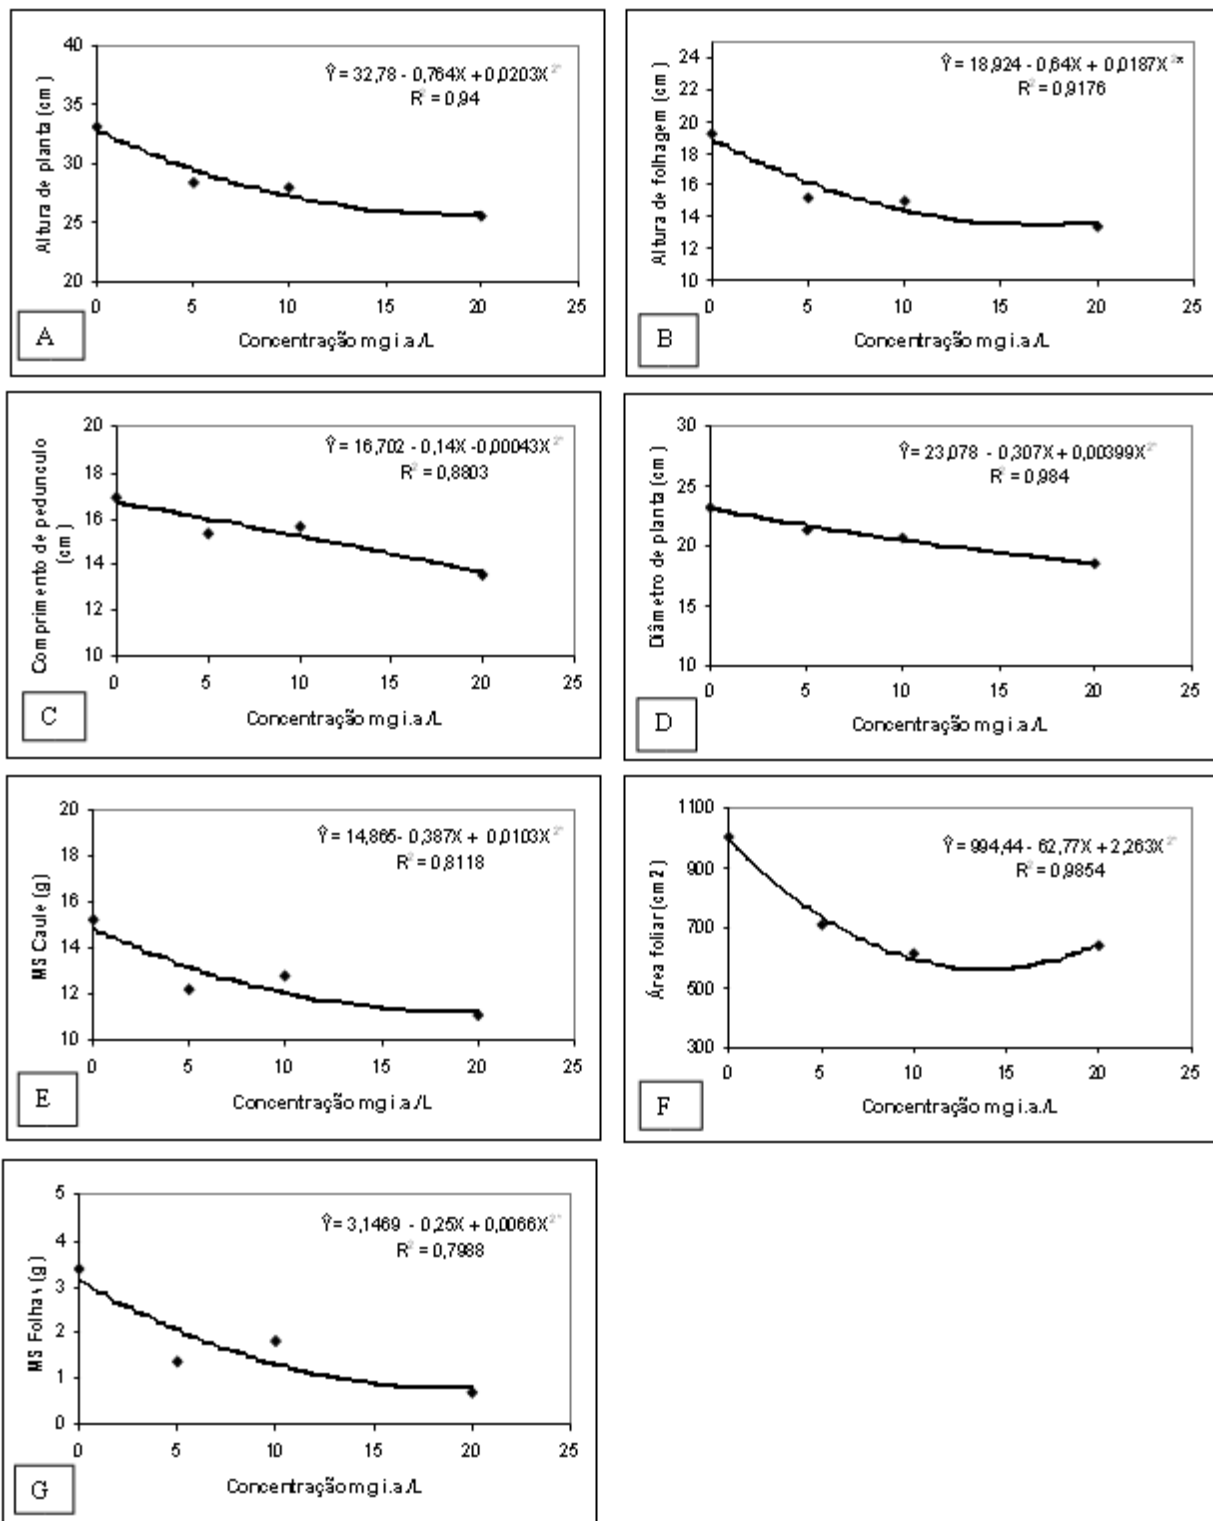 40
35
30
25
20
0 5 10 15 20 25
Altura de planta (cm)
Concentração mg i.a./L
Ŷ = 32,78 - 0,764X + 0,0203X²*
R² = 0,94
A
24
22
20
18
16
14
12
10
0 5 10 15 20 25
Altura de folhagem (cm)
Concentração mg i.a./L
Ŷ = 18,924 - 0,64X + 0,0187X²*
R² = 0,9176
B
20
18
16
14
12
10
0 5 10 15 20 25
Comprimento de pedunculo
(cm)
Concentração mg i.a./L
Ŷ = 16,702 - 0,14X -0,00043X²*
R² = 0,8803
C
30
25
20
15
10
0 5 10 15 20 25
Diâmetro de planta (cm)
Concentração mg i.a./L
Ŷ = 23,078 - 0,307X + 0,00399X²*
R² = 0,984
D
20
18
16
14
12
10
0 5 10 15 20 25
MS Caule (g)
Concentração mg i.a./L
Ŷ = 14,865- 0,387X + 0,0103X²*
R² = 0,8118
E
1100
900
700
500
300
0 5 10 15 20 25
Área foliar (cm2)
Concentração mg i.a./L
Ŷ = 994,44 - 62,77X + 2,263X²*
R² = 0,9854
F
5
4
3
2
1
0
0 5 10 15 20 25
MS Folhas (g)
Concentração mg i.a./L
Ŷ = 3,1469 - 0,25X + 0,0066X²*
R² = 0,7988
G